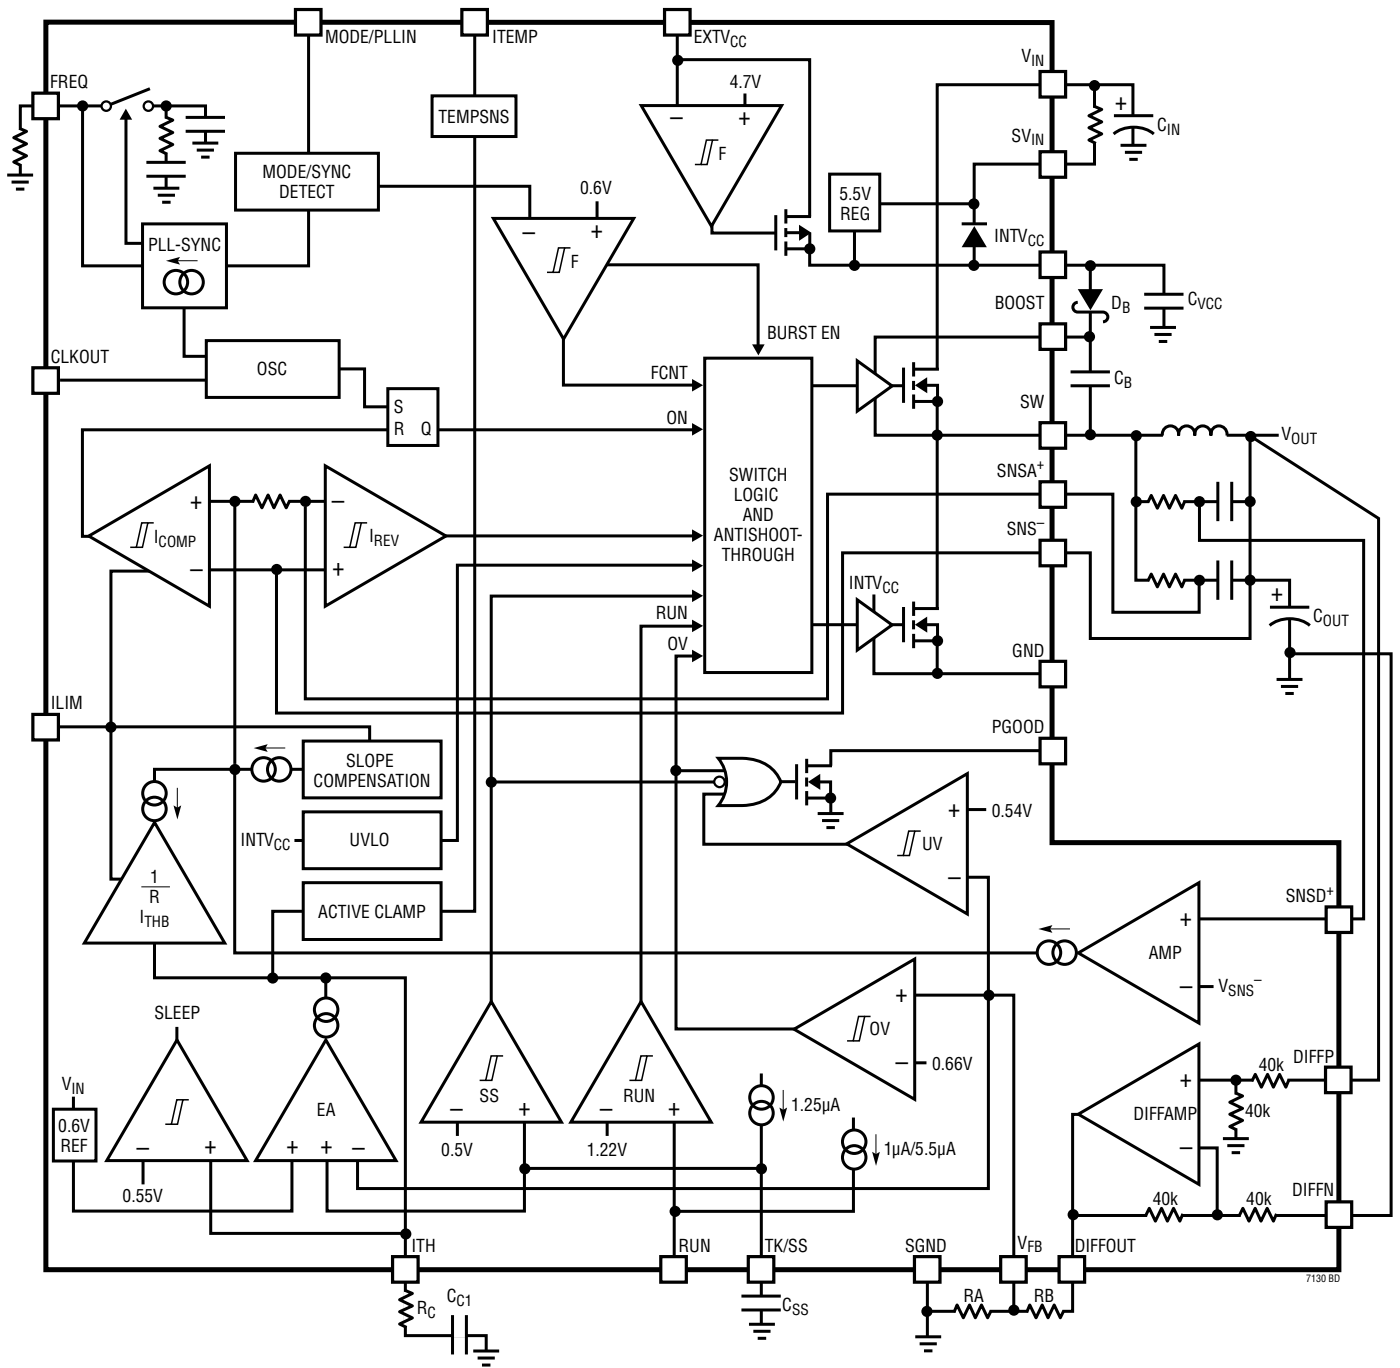 MODE/PLLIN
ITEMP
EXTVCC
FREQ
VIN
4.7V
TEMPSNS
+
CIN
– +
SVIN
F
MODE/SYNC
DETECT
0.6V
5.5V
REG
PLL-SYNC
– +
INTVCC
F
BOOST
DB
CVCC
BURST EN
CLKOUT
OSC
FCNT
CB
S
R Q
ON
SW
VOUT
SWITCH
LOGIC
AND
ANTISHOOT-
THROUGH
SNSA+
+ –
ICOMP
IREV
SNS–
– +
INTVCC
+
COUT
RUN
OV
GND
ILIM
PGOOD
SLOPE
COMPENSATION
+
0.54V
INTVCC
UVLO
UV
1
R
ITHB
–
SNSD+
ACTIVE CLAMP
+
AMP
–
VSNS–
+
SLEEP
OV
–
0.66V
DIFFP
40k
+
VIN
0.6V
REF
EA
SS
RUN
1.25µA
DIFFAMP
40k
– +
+ + –
– +
– +
0.5V
1.22V
1µA/5.5µA
–
0.55V
40k
40k
DIFFN
ITH
RUN
TK/SS
SGND
VFB
DIFFOUT
7130 BD
RC
CC1
CSS
RA
RB